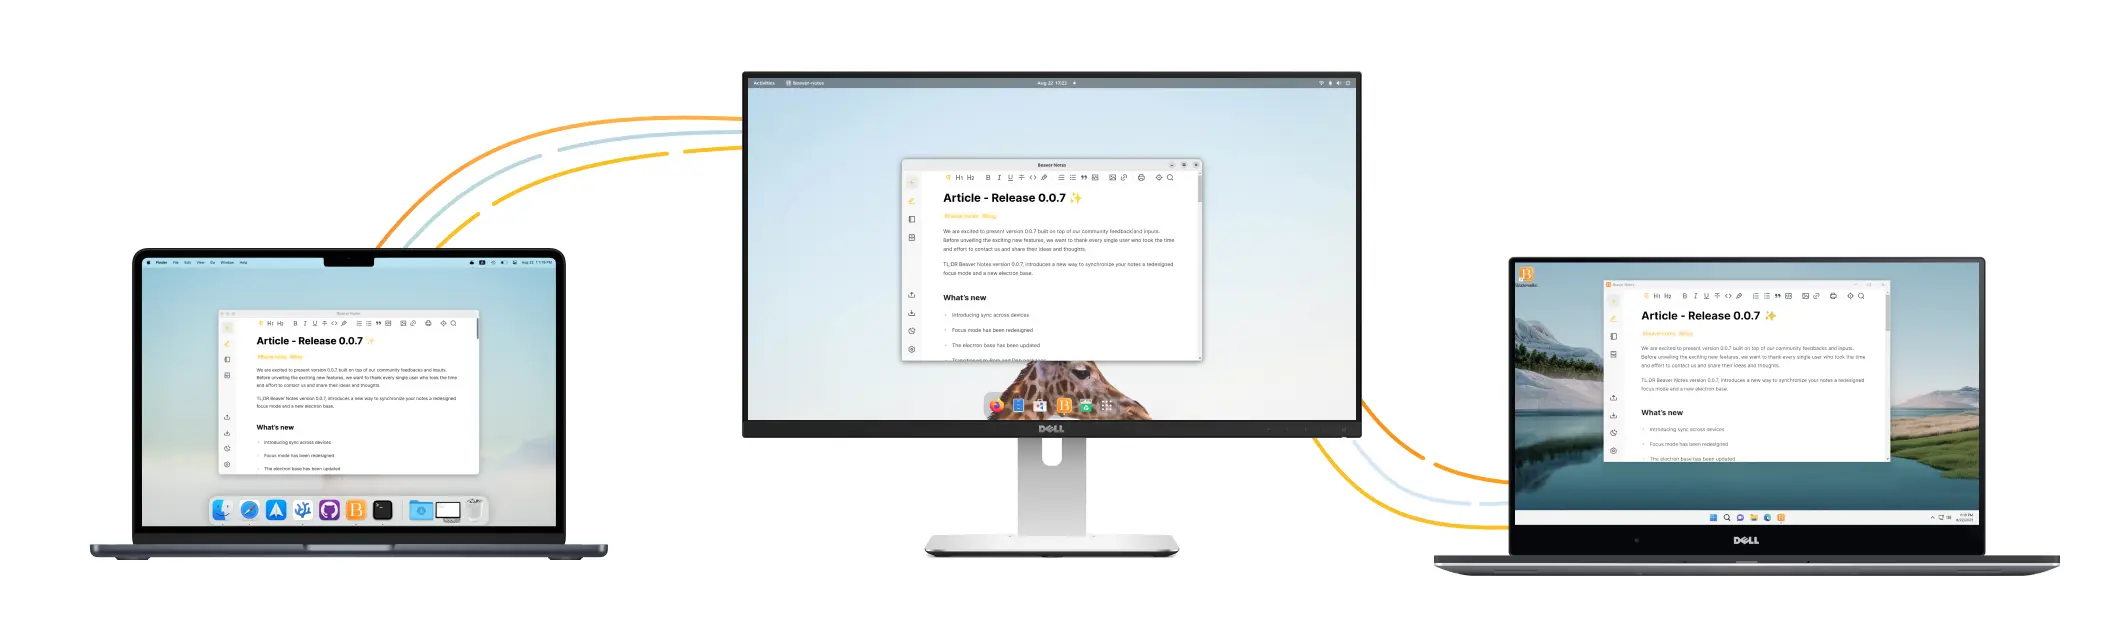 Finder File Edit View Go Window Help
Beaver Notes
H1 H2 B I U
Article - Release 0.0.7 ✨
We are excited to present version 0.0.7 built on top of our community feedbacks and inputs.
Before unveiling the exciting new features, we want to thank every single user who took the time
and effort to contact us and share their ideas and thoughts.
TL;DR Beaver Notes version 0.0.7, introduces a new way to synchronize your notes a redesigned
focus mode and a new electron base.
What's new
Introducing sync across devices
Focus mode has been redesigned
The electron base has been updated
B
Activities Beaver-notes Aug 22 17:22
Beaver Notes
H1 H2 B I U
Article - Release 0.0.7 ✨
We are excited to present version 0.0.7 built on top of our community feedback and inputs.
Before unveiling the exciting new features, we want to thank every single user who took the time
and effort to contact us and share their ideas and thoughts.
TL;DR Beaver Notes version 0.0.7, introduces a new way to synchronize your notes a redesigned
focus mode and a new electron base.
What's new
Introducing sync across devices
Focus mode has been redesigned
The electron base has been updated
B
DELL
B
Beaver Notes
H1 H2 B I U
Article - Release 0.0.7 ✨
We are excited to present version 0.0.7 built on top of our community feedbacks and inputs.
Before unveiling the exciting new features, we want to thank every single user who took the time
and effort to contact us and share their ideas and thoughts.
TL;DR Beaver Notes version 0.0.7, introduces a new way to synchronize your notes a redesigned
focus mode and a new electron base.
What's new
Introducing sync across devices
Focus mode has been redesigned
The electron base has been updated
DELL